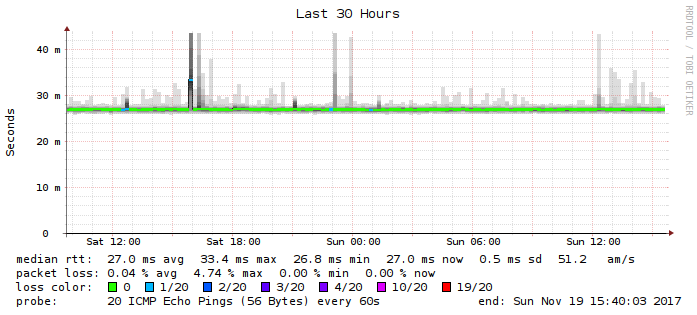 Last 30 Hours
RRDTOOL / TOBI OETIKER
Seconds
40 m
30 m
20 m
10 m
0
Sat 12:00 Sat 18:00 Sun 00:00 Sun 06:00 Sun 12:00
median rtt: 27.0 ms avg 33.4 ms max 26.8 ms min 27.0 ms now 0.5 ms sd 51.2 am/s
packet loss: 0.04 % avg 4.74 % max 0.00 % min 0.00 % now
loss color: 0 1/20 2/20 3/20 4/20 10/20 19/20
probe: 20 ICMP Echo Pings (56 Bytes) every 60s end: Sun Nov 19 15:40:03 2017